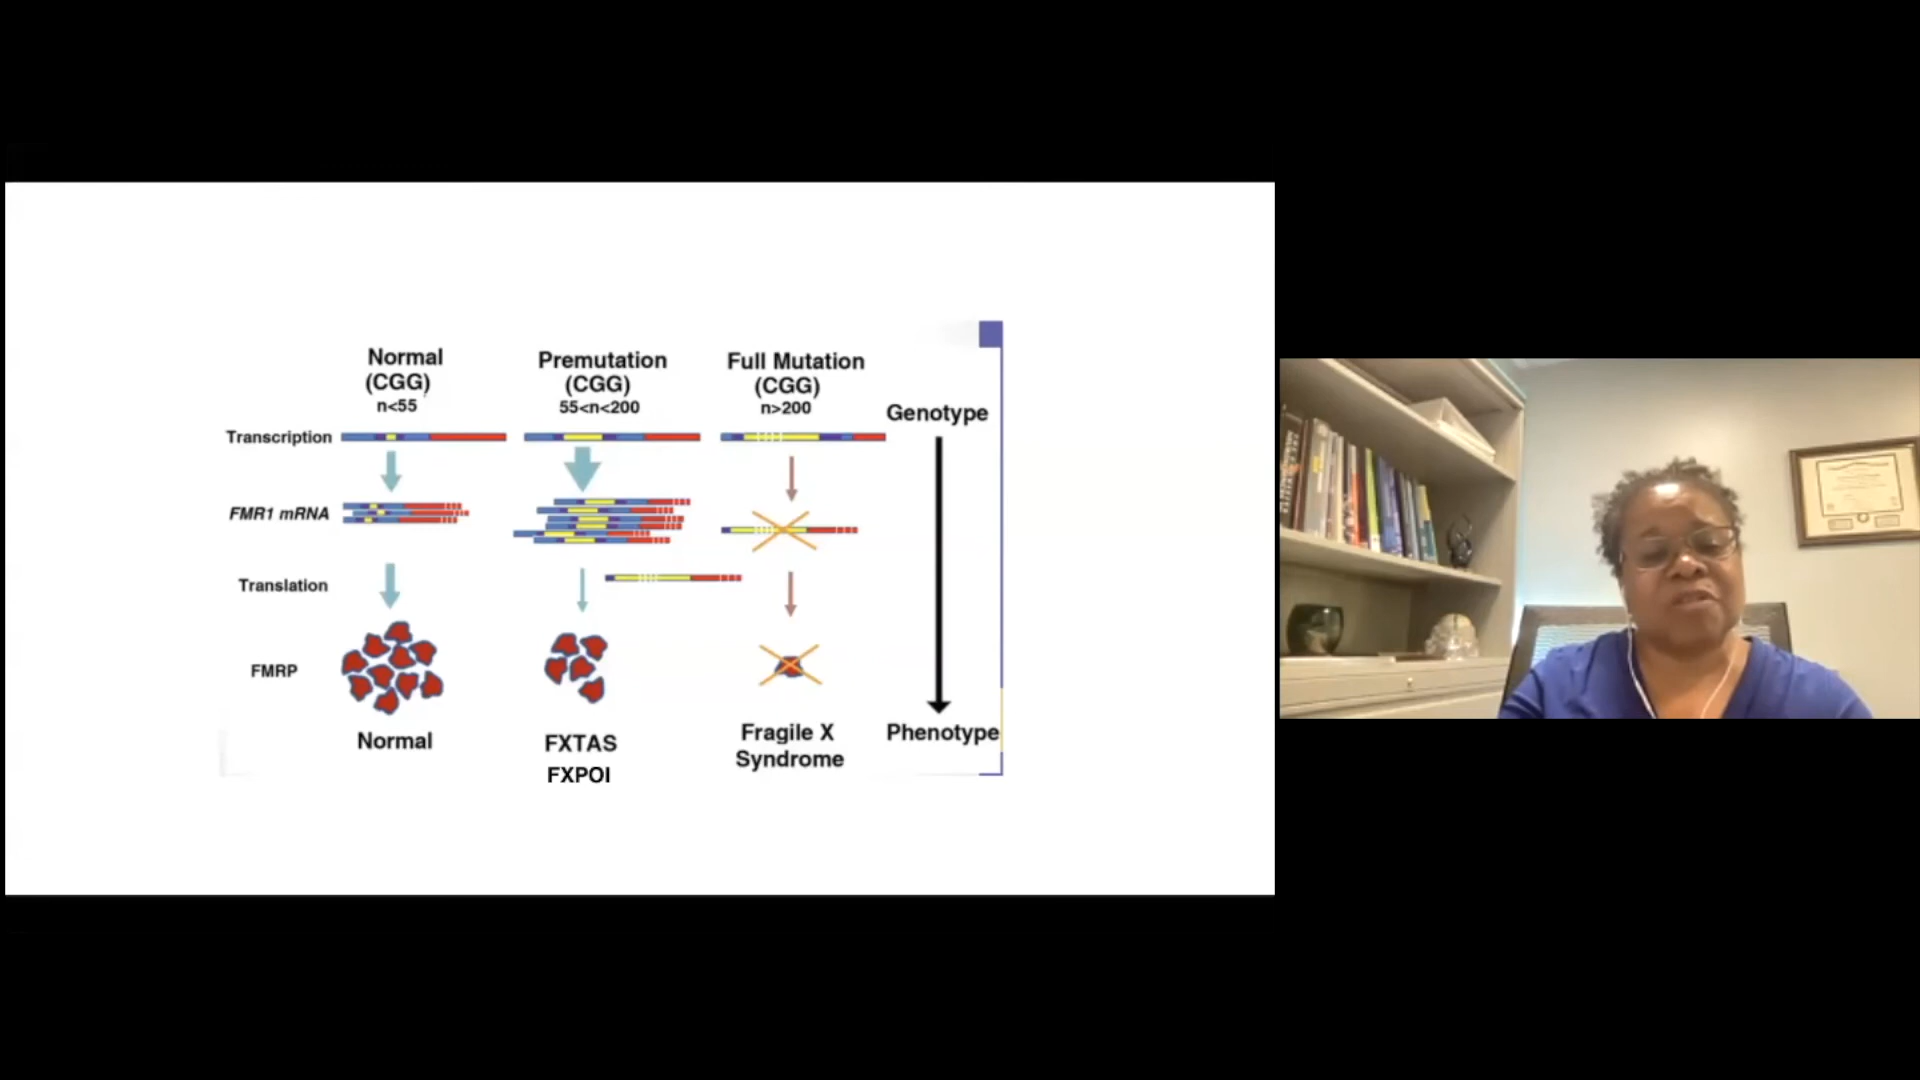 Normal
(CGG)
n<55
Premutation
(CGG)
55<n<200
Full Mutation
(CGG)
n>200
Genotype
Transcription
FMR1 mRNA
Translation
FMRP
Normal
FXTAS
FXPOI
Fragile X
Syndrome
Phenotype